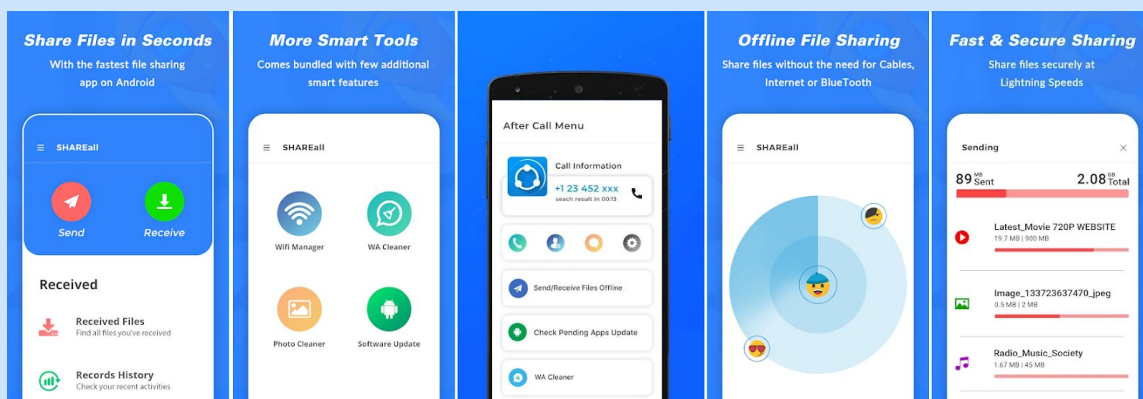 Share Files in Seconds
With the fastest file sharing
app on Android
SHAREall
Send
Receive
Received
Received Files
Find all files you've received
Records History
Check your recent activities
More Smart Tools
Comes bundled with few additional
smart features
SHAREall
Wifi Manager
WA Cleaner
Photo Cleaner
Software Update
After Call Menu
Call Information
+1 23 452 xxx
seach result in 00:13
Send/Receive Files Offline
Check Pending Apps Update
WA Cleaner
Offline File Sharing
Share files without the need for Cables,
Internet or BlueTooth
SHAREall
Fast & Secure Sharing
Share files securely at
Lightning Speeds
Sending
89 MB Sent
2.08 GB Total
Latest_Movie 720P WEBSITE
19.7 MB | 900 MB
Image_133723637470_jpeg
0.5 MB | 2 MB
Radio_Music_Society
1.67 MB | 45 MB